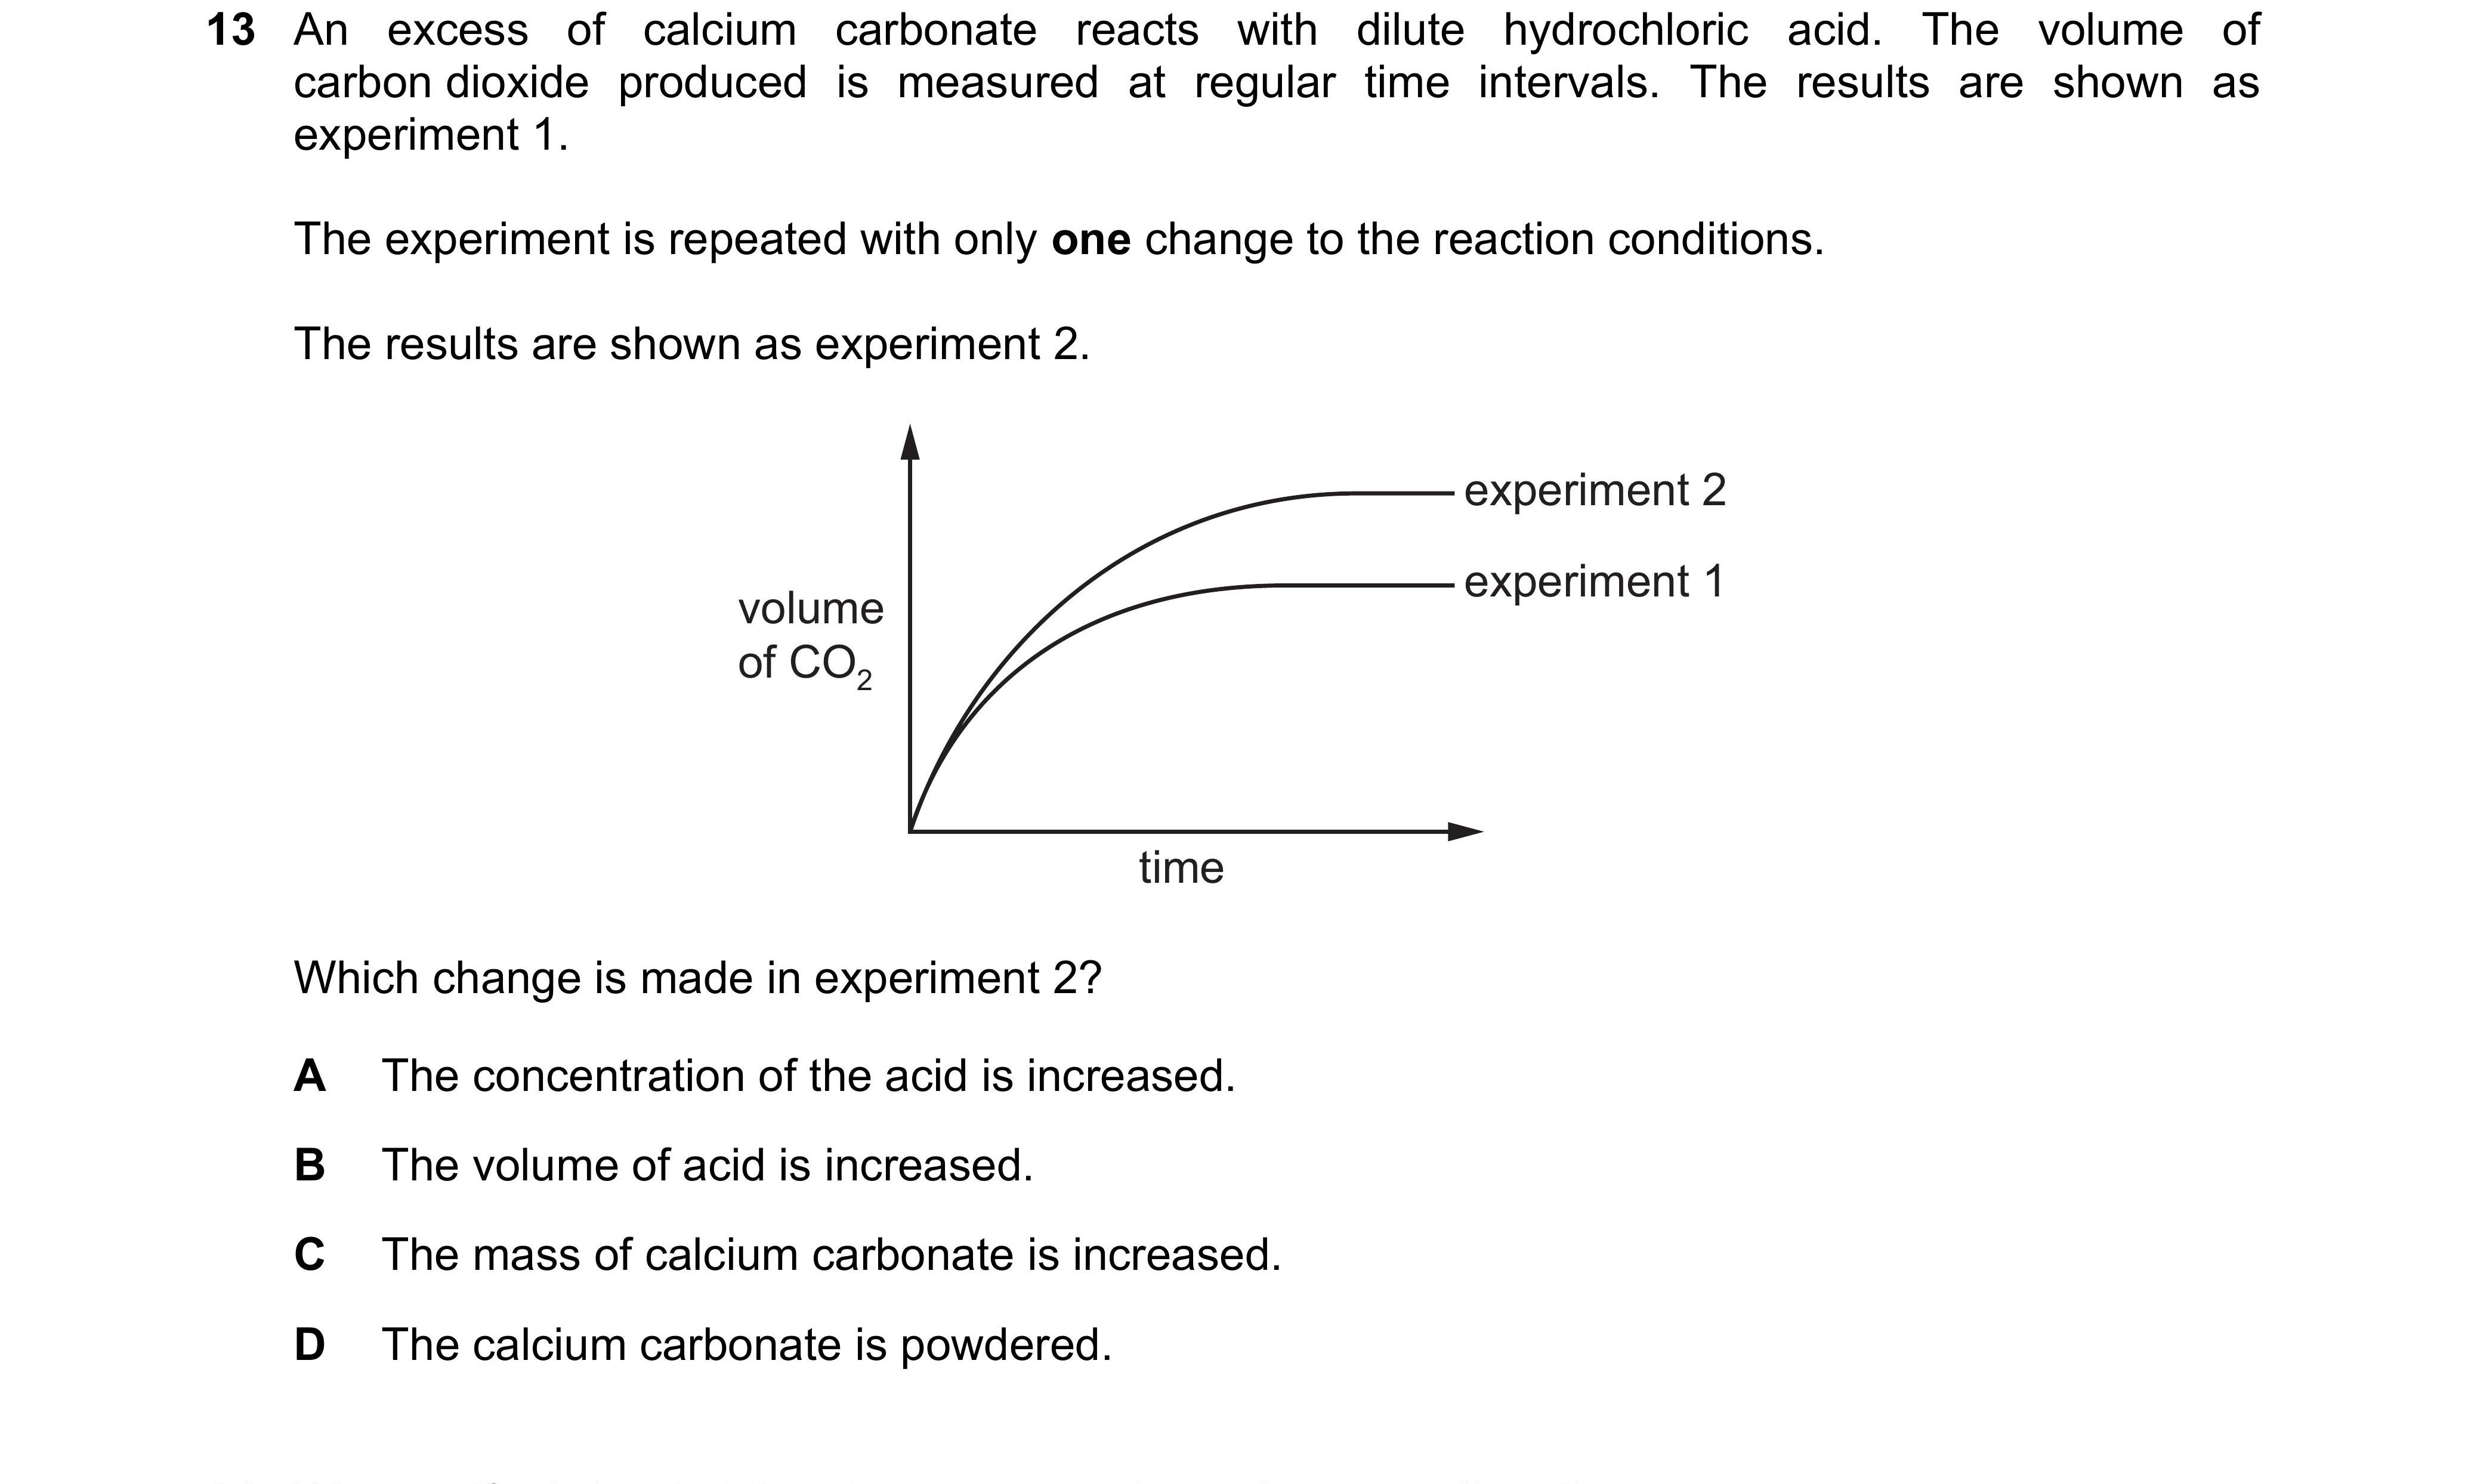 13 An excess of calcium carbonate reacts with dilute hydrochloric acid. The volume of
carbon dioxide produced is measured at regular time intervals. The results are shown as
experiment 1.
The experiment is repeated with only one change to the reaction conditions.
The results are shown as experiment 2.
experiment 2
experiment 1
volume
of CO₂
time
Which change is made in experiment 2?
A The concentration of the acid is increased.
B The volume of acid is increased.
C The mass of calcium carbonate is increased.
D The calcium carbonate is powdered.